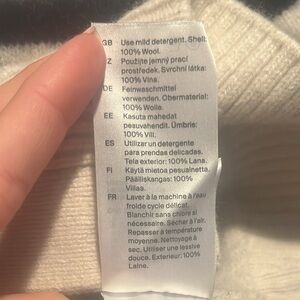 GB Use mild detergent. Shell:
100% Wool.
CZ Použijte jemný prací
prostředek. Svrchní látka:
100% Vlna.
DE Feinwaschmittel
verwenden. Obermaterial:
100% Wolle.
EE Kasuta mahedat
pesuvahendit. Ümbris:
100% Vill.
ES Utilizar un detergente
para prendas delicadas.
Tela exterior: 100% Lana.
FI Käytä mietoa pesuainetta.
Päälliskangas: 100%
Villaa.
FR Laver à la machine à l'eau
froide cycle délicat.
Blanchir sans chlore si
nécessaire. Sécher à l'air.
Repasser à température
moyenne. Nettoyage à
sec. Utiliser une lessive
douce. Exterieur: 100%
Laine.